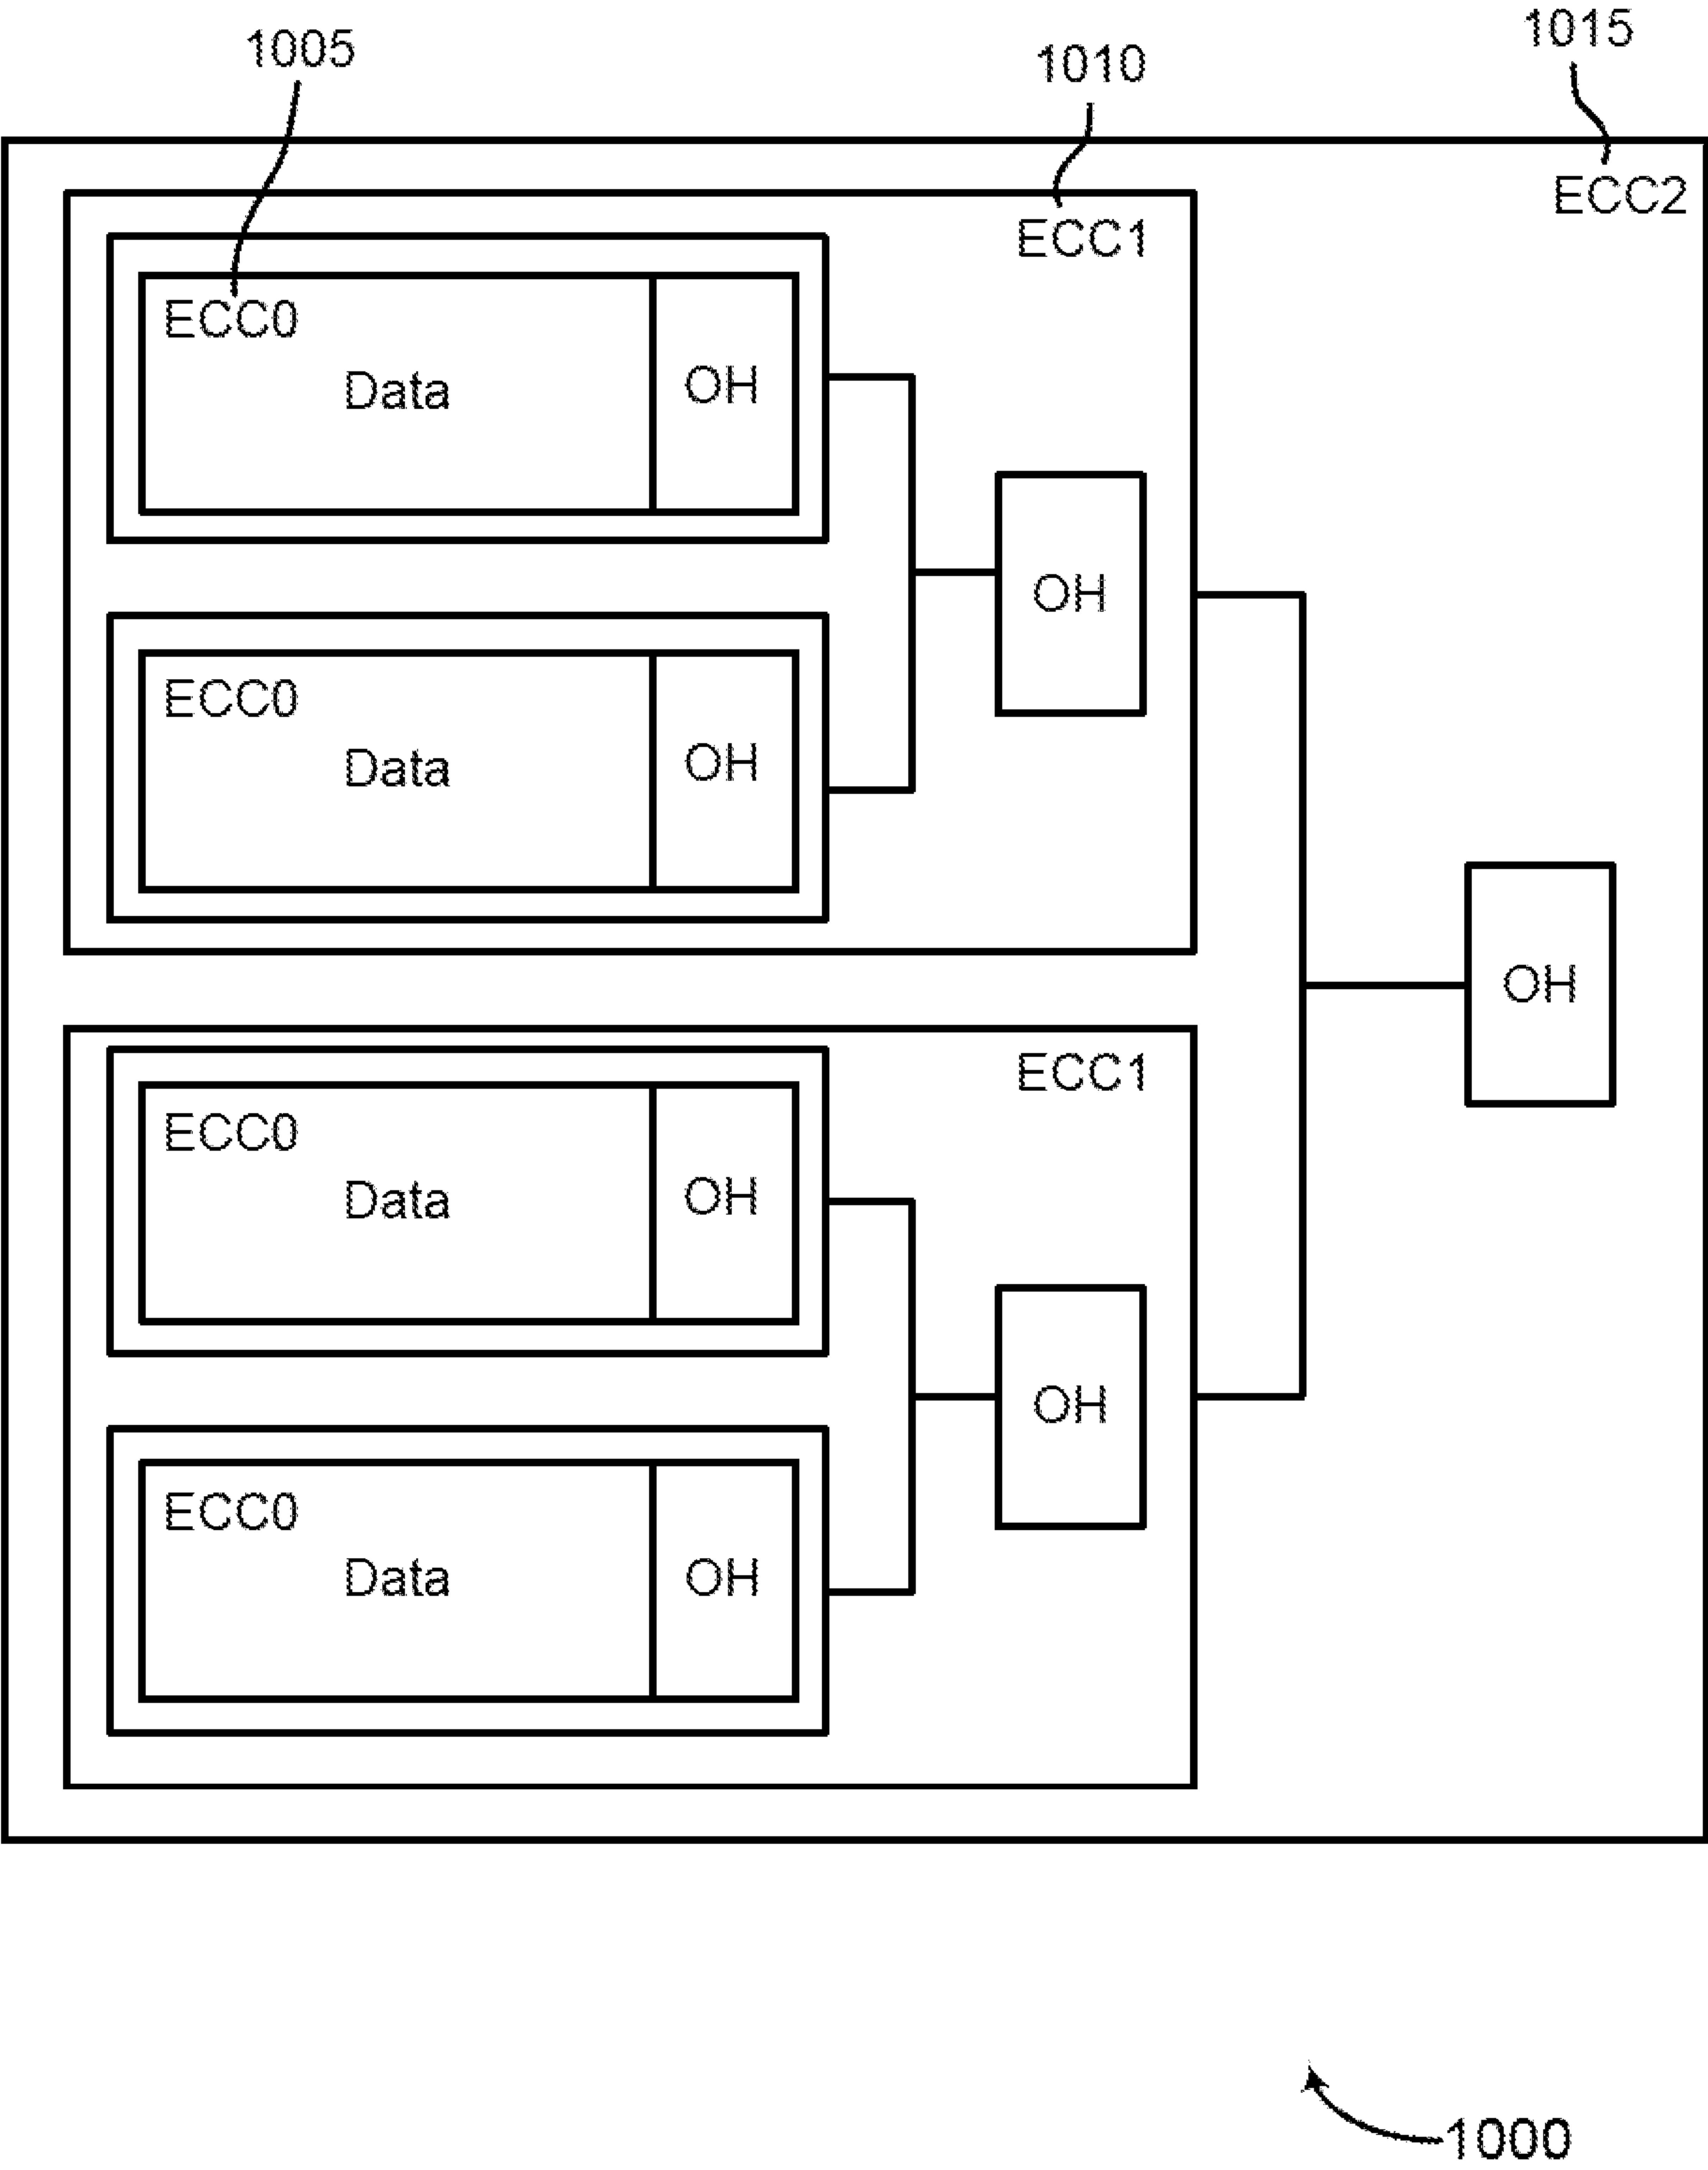 1005
1010
1015
ECC2
ECC1
ECC0
Data
OH
OH
ECC0
Data
OH
OH
ECC1
ECC0
Data
OH
OH
ECC0
Data
OH
1000